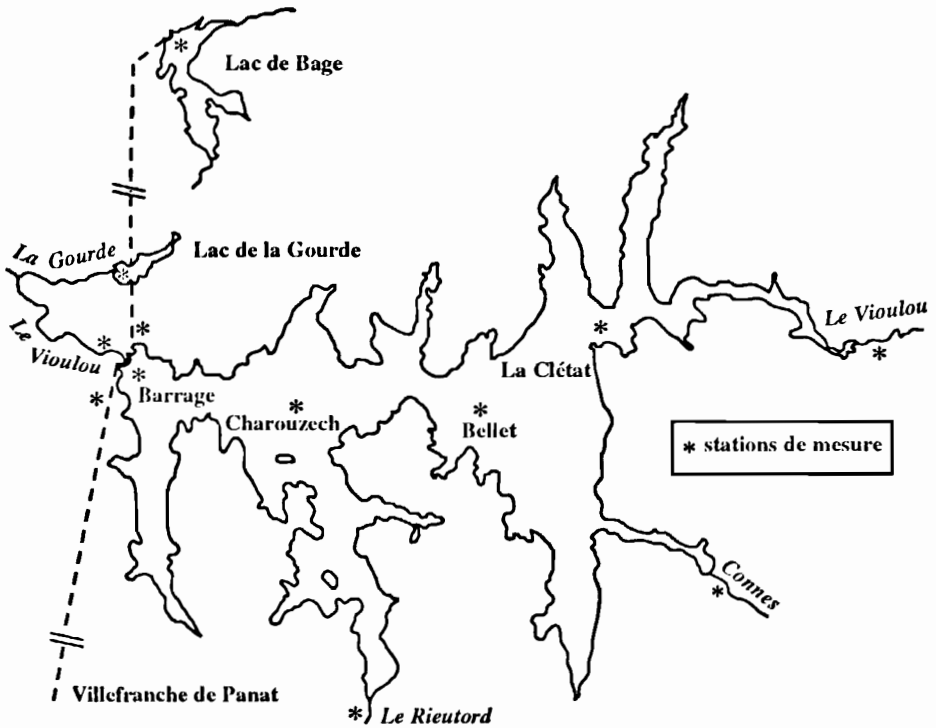 Lac de Bage
La Gourde
Lac de la Gourde
Le Vioulou
Le Vioulou
La Clétat
Barrage
Charouzech
Bellet
* stations de mesure
Connes
Villefranche de Panat
Le Rieutord